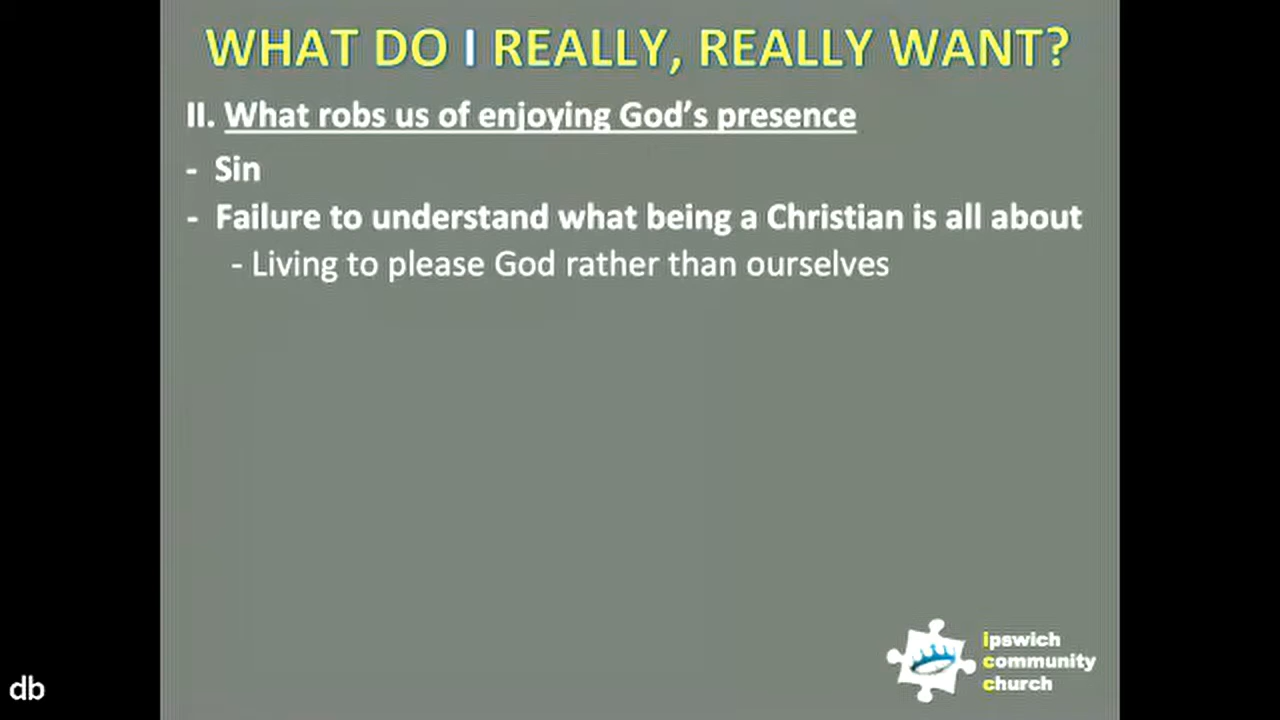 WHAT DO I REALLY, REALLY WANT?
II. What robs us of enjoying God's presence
- Sin
- Failure to understand what being a Christian is all about
- Living to please God rather than ourselves
ipswich
community
church
db